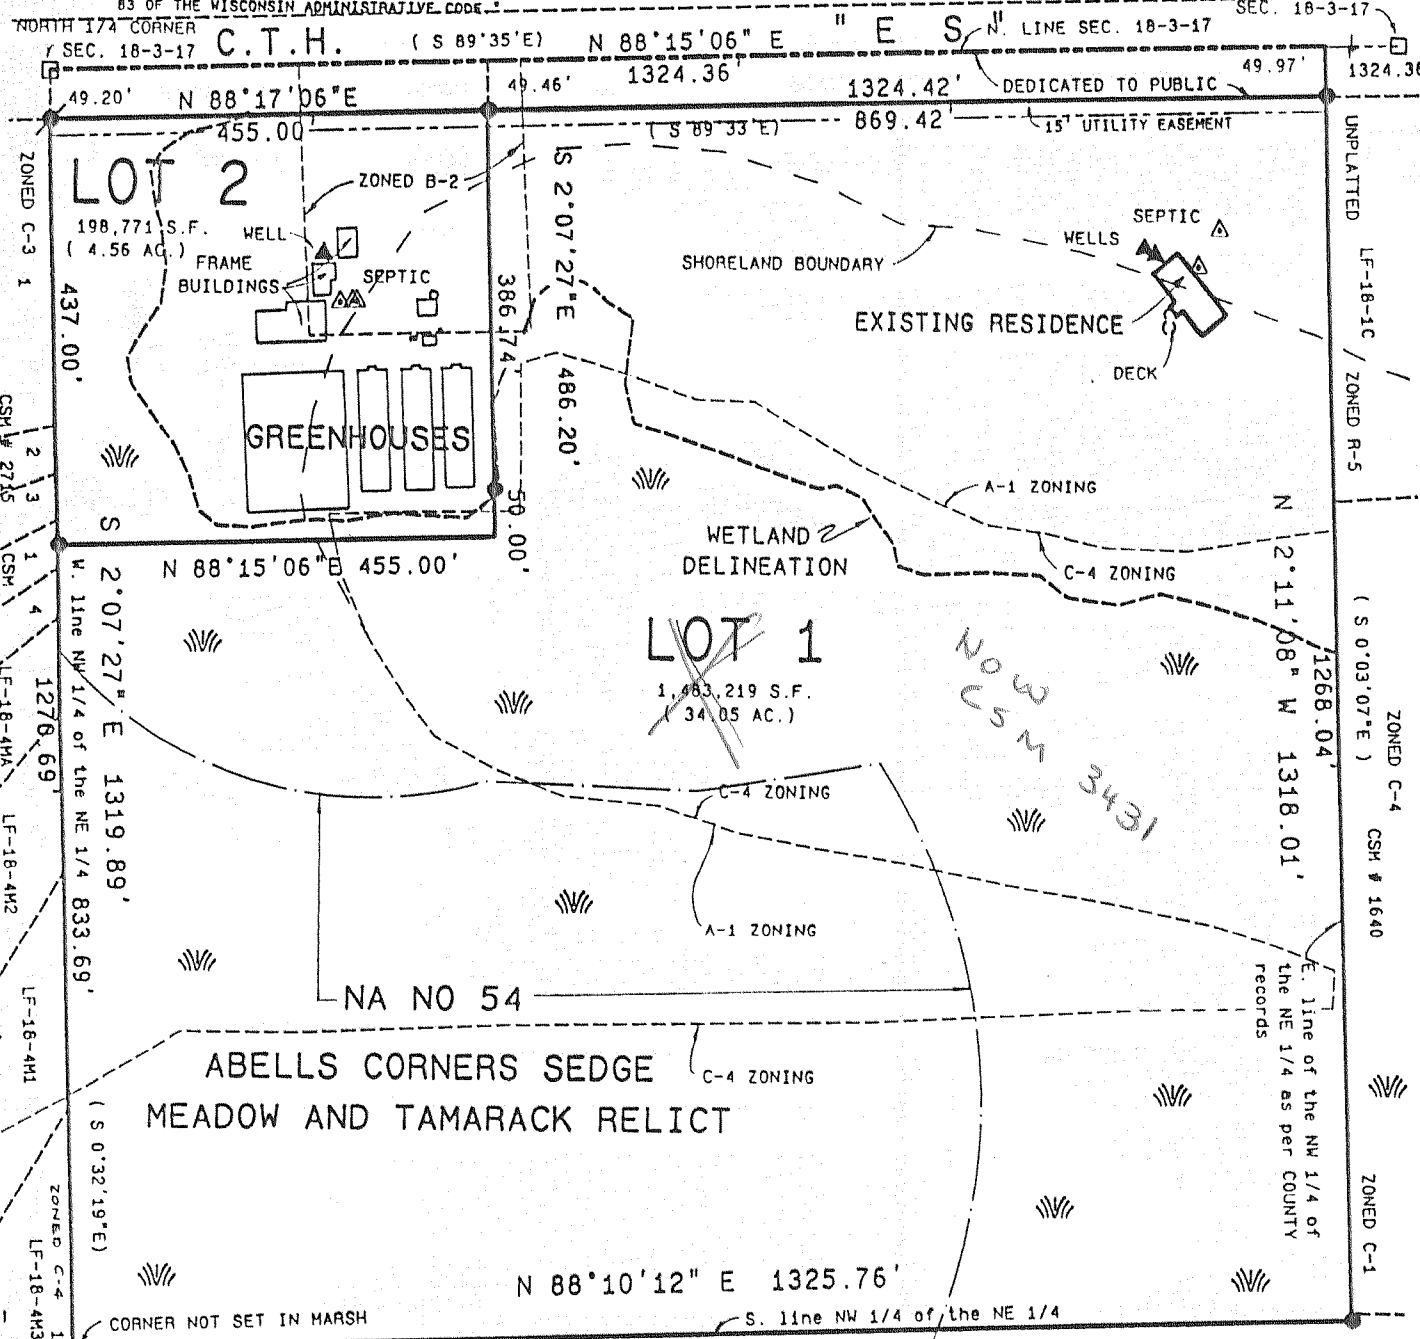 83 OF THE WISCONSIN ADMINISTRATIVE CODE."
NORTH 1/4 CORNER
SEC. 18-3-17
C.T.H.
( S 89°35'E)
N 88°15'06" E
" E S "
N. LINE SEC. 18-3-17
SEC. 18-3-17
49.20'
N 88°17'06"E
49.46'
1324.36'
1324.42'
DEDICATED TO PUBLIC
49.97'
1324.36
455.00'
( S 89°33'E)
869.42'
15' UTILITY EASEMENT
ZONED C-3
1
LOT 2
198,771 S.F.
( 4.56 AC.)
ZONED B-2
WELL
FRAME
BUILDINGS
SEPTIC
437.00'
386.74'
S 2°07'27"E
486.20'
50.00'
SHORELAND BOUNDARY
SEPTIC
WELLS
EXISTING RESIDENCE
DECK
UNPLATTED
LF-18-1C
ZONED R-5
GREENHOUSES
CSM # 2715
2
3
1
CSM
4
A-1 ZONING
WETLAND
DELINEATION
C-4 ZONING
N 88°15'06"E 455.00'
LOT 1
1,483,219 S.F.
( 34.05 AC.)
NOW
CSM 3431
N 2°11'08" W 1318.01'
1268.04'
( S 0°03'07"E )
ZONED C-4
CSM # 1640
S 2°07'27" E 1319.89'
W. line NW 1/4 of the NE 1/4 833.69'
1270.69'
LF-18-4MA
LF-18-4M2
LF-18-4M1
C-4 ZONING
A-1 ZONING
NA NO 54
E. line of the NW 1/4 of
the NE 1/4 as per COUNTY
records
ABELLS CORNERS SEDGE
MEADOW AND TAMARACK RELICT
C-4 ZONING
( S 0°32'19"E)
ZONED C-4
LF-18-4M3
1
ZONED C-1
N 88°10'12" E 1325.76'
CORNER NOT SET IN MARSH
S. line NW 1/4 of the NE 1/4